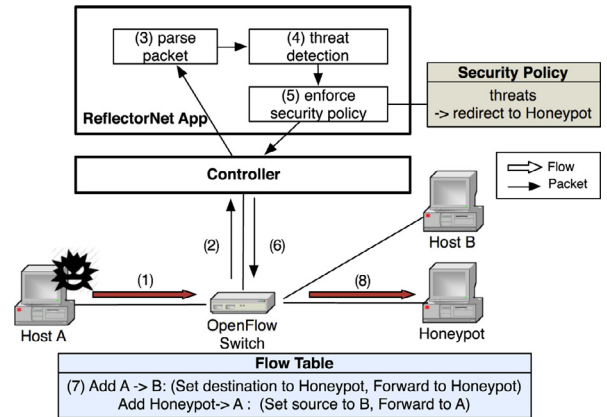 (3) parse
packet
(4) threat
detection
(5) enforce
security policy
ReflectorNet App
Security Policy
threats
-> redirect to Honeypot
Controller
Flow
Packet
(2)
(6)
Host B
(1)
(8)
Host A
OpenFlow
Switch
Honeypot
Flow Table
(7) Add A -> B: (Set destination to Honeypot, Forward to Honeypot)
Add Honeypot-> A : (Set source to B, Forward to A)